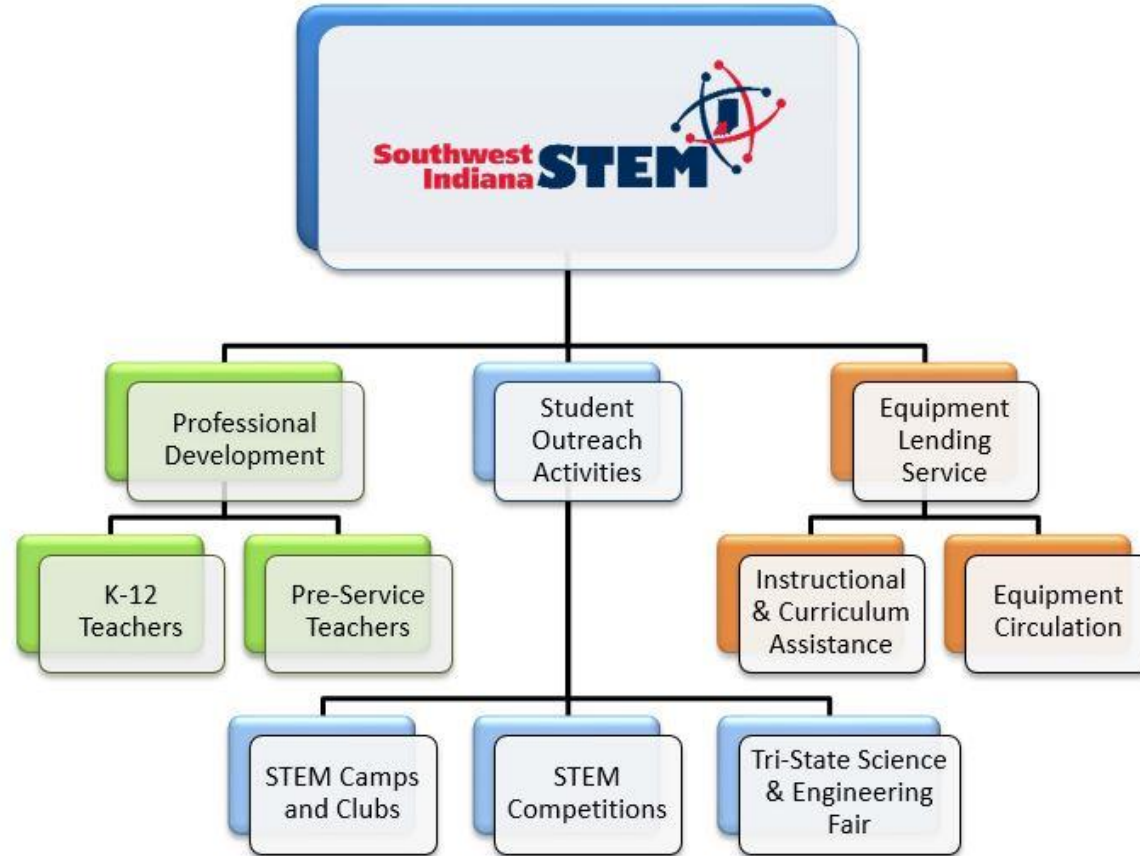 Southwest
Indiana STEM
Professional
Development
Student
Outreach
Activities
Equipment
Lending
Service
K-12
Teachers
Pre-Service
Teachers
Instructional
& Curriculum
Assistance
Equipment
Circulation
STEM Camps
and Clubs
STEM
Competitions
Tri-State Science
& Engineering
Fair